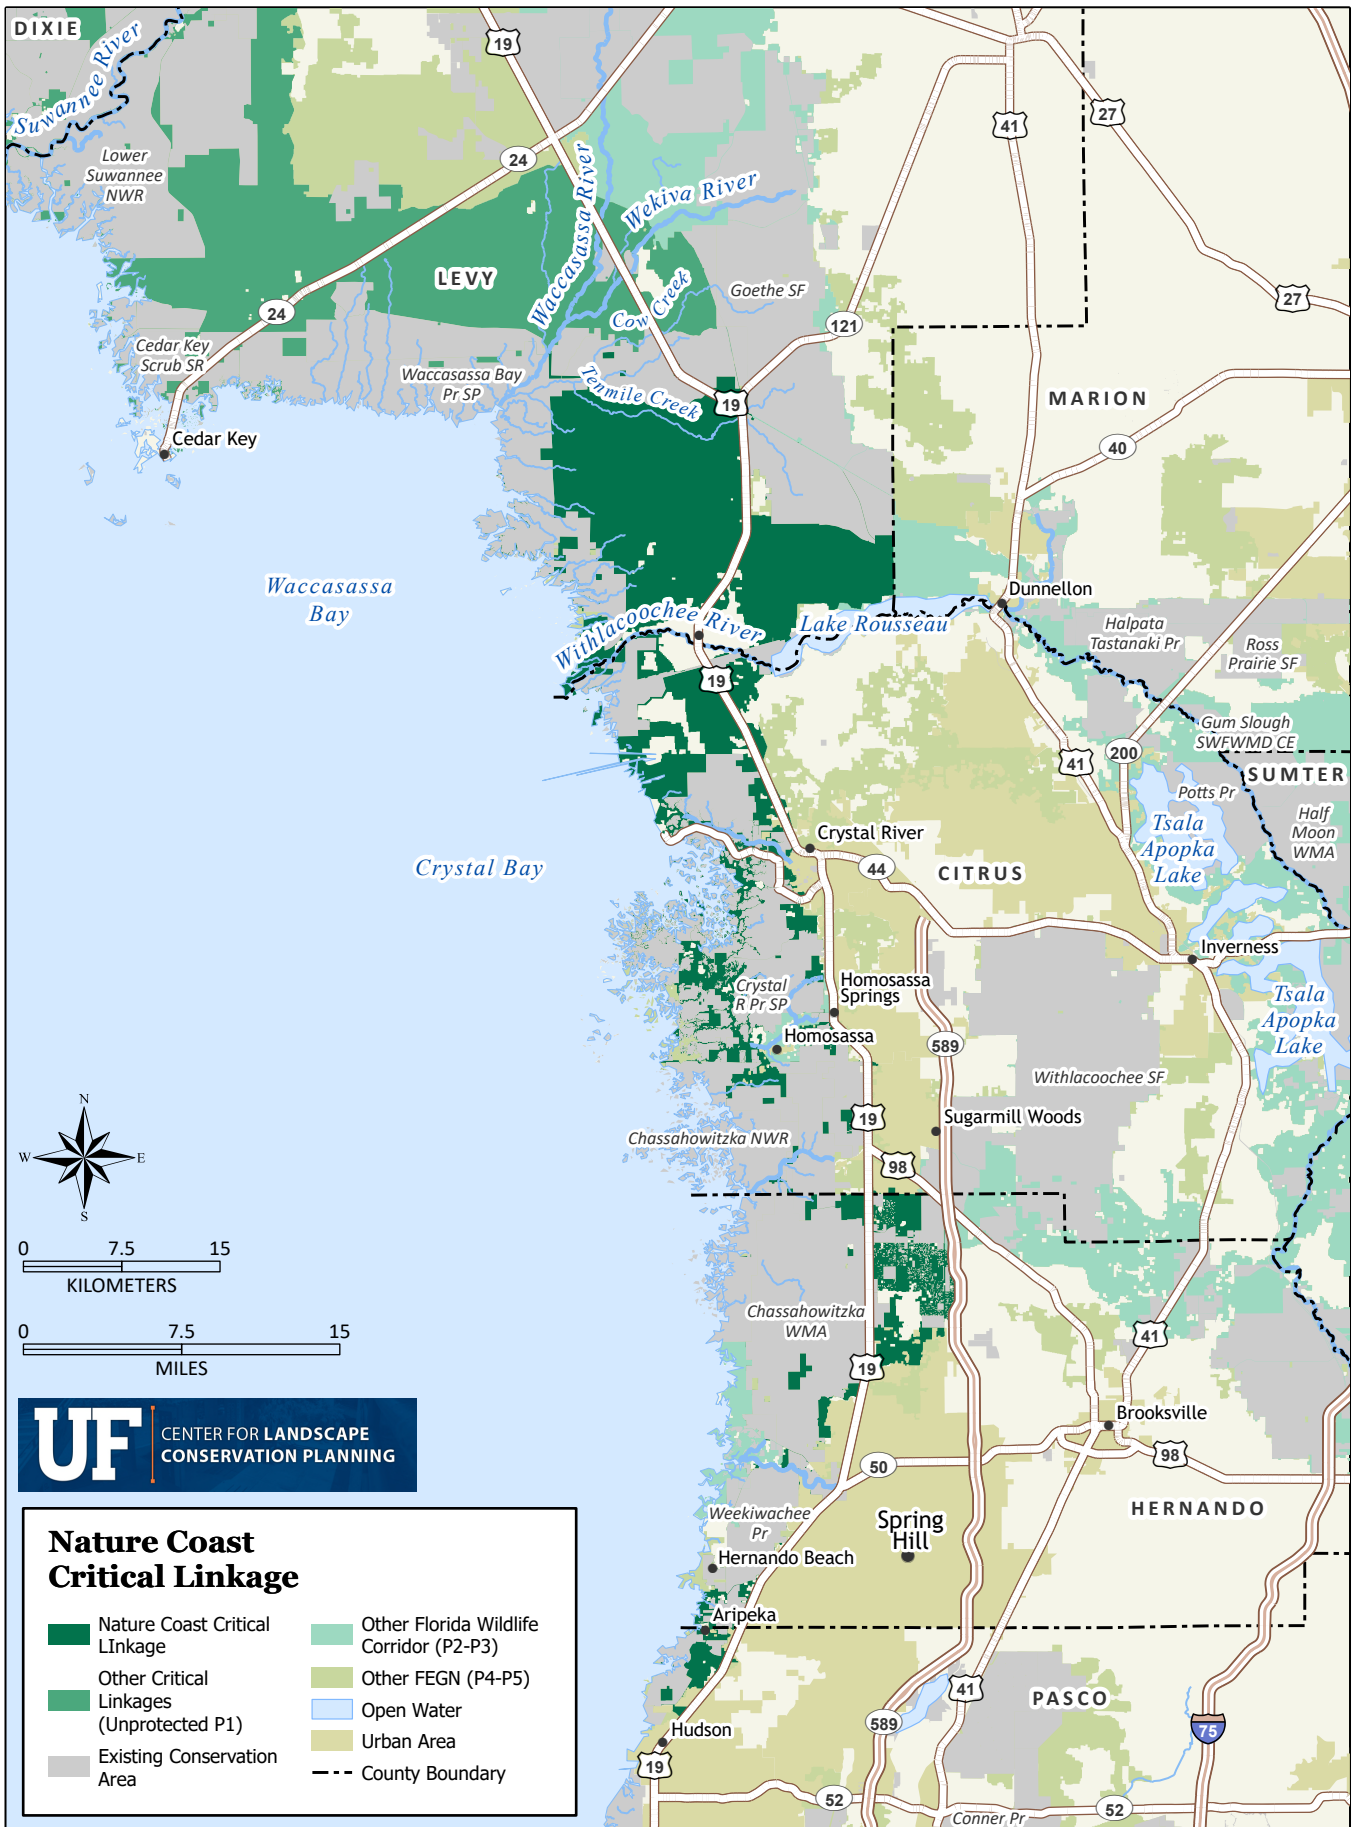 DIXIE
Suwannee River
Lower
Suwannee
NWR
19
24
Waccasassa River
Wekiva River
41
27
27
LEVY
Cow Creek
Goethe SF
24
121
Cedar Key
Scrub SR
Waccasassa Bay
Pr SP
Tenmile Creek
19
MARION
40
Cedar Key
Waccasassa
Bay
Withlacoochee River
Lake Rousseau
Dunnellon
Halpata
Tastanaki Pr
Ross
Prairie SF
19
Gum Slough
SWFWMD CE
41
200
SUMTER
Potts Pr
Half
Moon
WMA
Tsala
Apopka
Lake
Crystal River
Crystal Bay
44
CITRUS
Inverness
Crystal
R Pr SP
Homosassa
Springs
Tsala
Apopka
Lake
Homosassa
589
Withlacoochee SF
N
W
E
S
Chassahowitzka NWR
19
Sugarmill Woods
98
0 7.5 15
KILOMETERS
0 7.5 15
MILES
Chassahowitzka
WMA
41
19
UF
CENTER FOR LANDSCAPE
CONSERVATION PLANNING
Brooksville
50
98
Weekiwachee
Pr
Spring
Hill
HERNANDO
Hernando Beach
Aripeka
41
PASCO
589
75
Hudson
19
52
Conner Pr
52
Nature Coast
Critical Linkage
Nature Coast Critical
LInkage
Other Critical
Linkages
(Unprotected P1)
Existing Conservation
Area
Other Florida Wildlife
Corridor (P2-P3)
Other FEGN (P4-P5)
Open Water
Urban Area
County Boundary